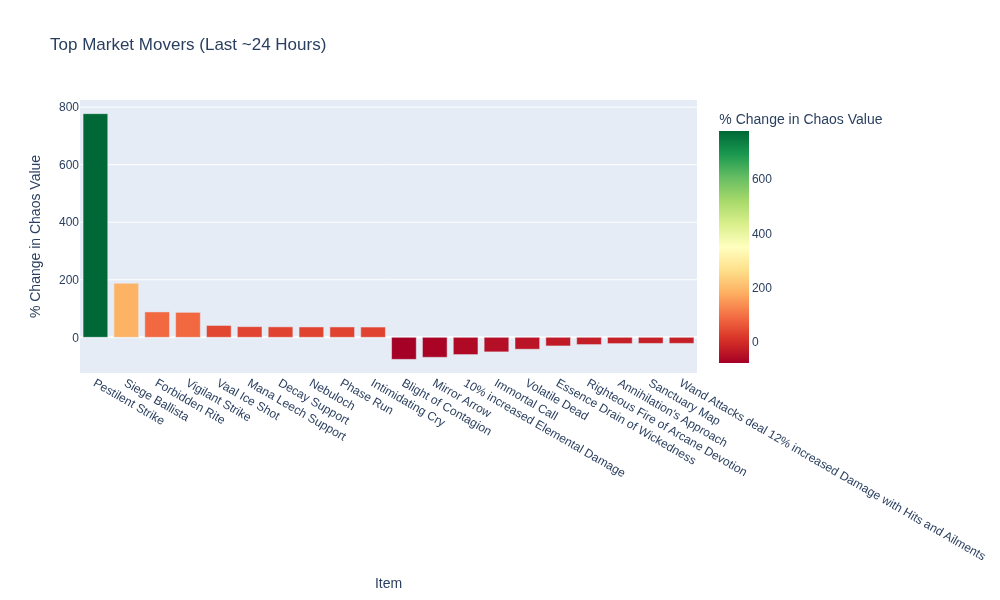 Top Market Movers (Last ~24 Hours)
% Change in Chaos Value
800
600
400
200
0
Pestilent Strike
Siege Ballista
Forbidden Rite
Vigilant Strike
Vaal Ice Shot
Mana Leech Support
Decay Support
Nebuloch
Phase Run
Intimidating Cry
Blight of Contagion
Mirror Arrow
10% increased Elemental Damage
Immortal Call
Volatile Dead
Essence Drain of Wickedness
Righteous Fire of Arcane Devotion
Annihilation's Approach
Sanctuary Map
Wand Attacks deal 12% increased Damage with Hits and Ailments
Item
% Change in Chaos Value
600
400
200
0